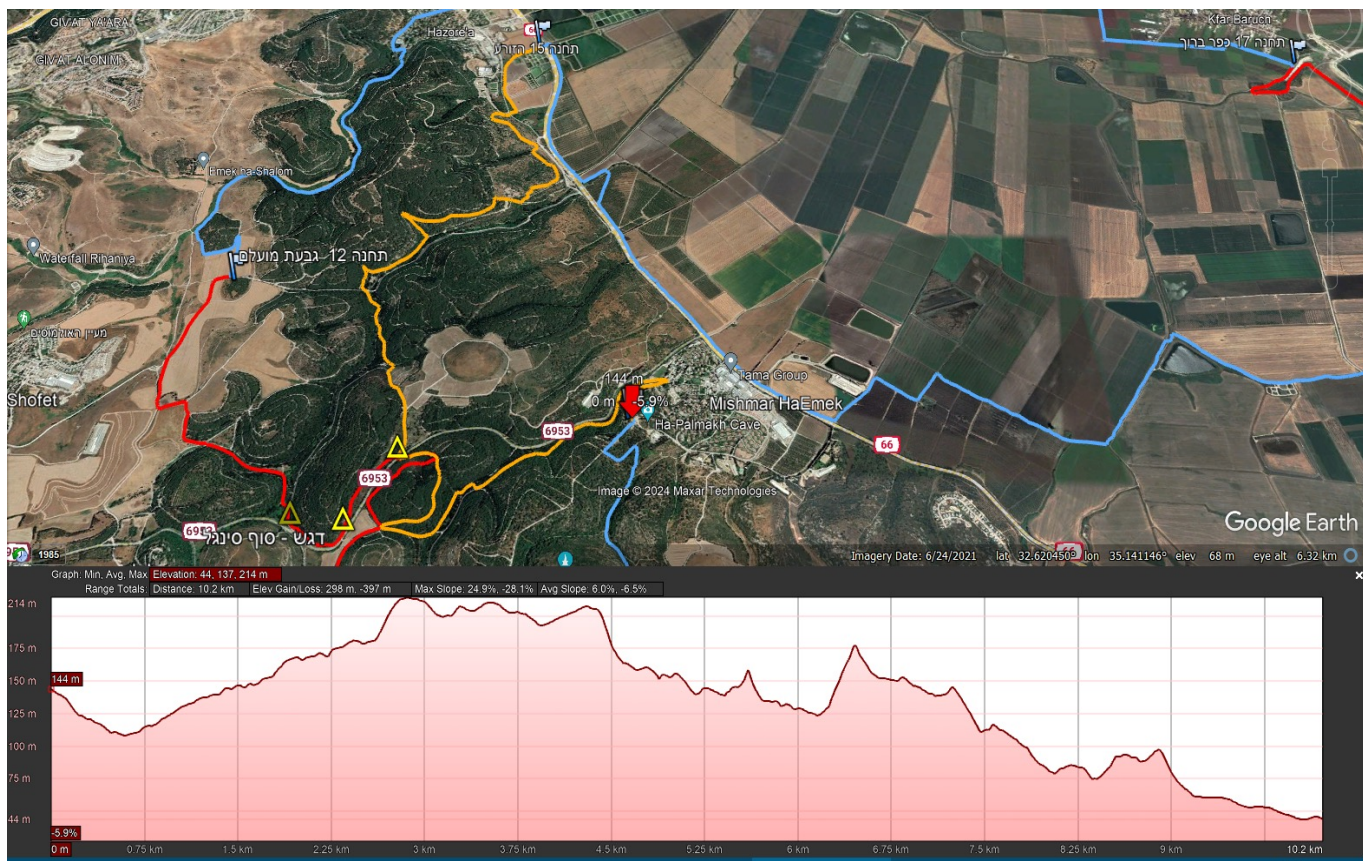 GIV'AT YA'ARA
Hazorea
תחנה 15 הזורע
Kfar Baruch
תחנה 17 כפר ברוך
GIV'AT ALONIM
Emek ha-Shalom
תחנה 12 גבעת מועלם
Waterfall Rihaniya
מעיין האולמוסים
Shofet
144 m
0 m -5.9%
Tama Group
Mishmar HaEmek
Ha-Palmakh Cave
6953
66
6953
Image © 2024 Maxar Technologies
6953
דגש - סוף סינגל
Google Earth
1985
Imagery Date: 6/24/2021 lat 32.620450° lon 35.141146° elev 68 m eye alt 6.32 km
Graph: Min, Avg, Max Elevation: 44, 137, 214 m
Range Totals: Distance: 10.2 km Elev Gain/Loss: 298 m, -397 m Max Slope: 24.9%, -28.1% Avg Slope: 6.0%, -6.5%
214 m
175 m
150 m
144 m
125 m
100 m
75 m
44 m
-5.9%
0 m 0.75 km 1.5 km 2.25 km 3 km 3.75 km 4.5 km 5.25 km 6 km 6.75 km 7.5 km 8.25 km 9 km 10.2 km